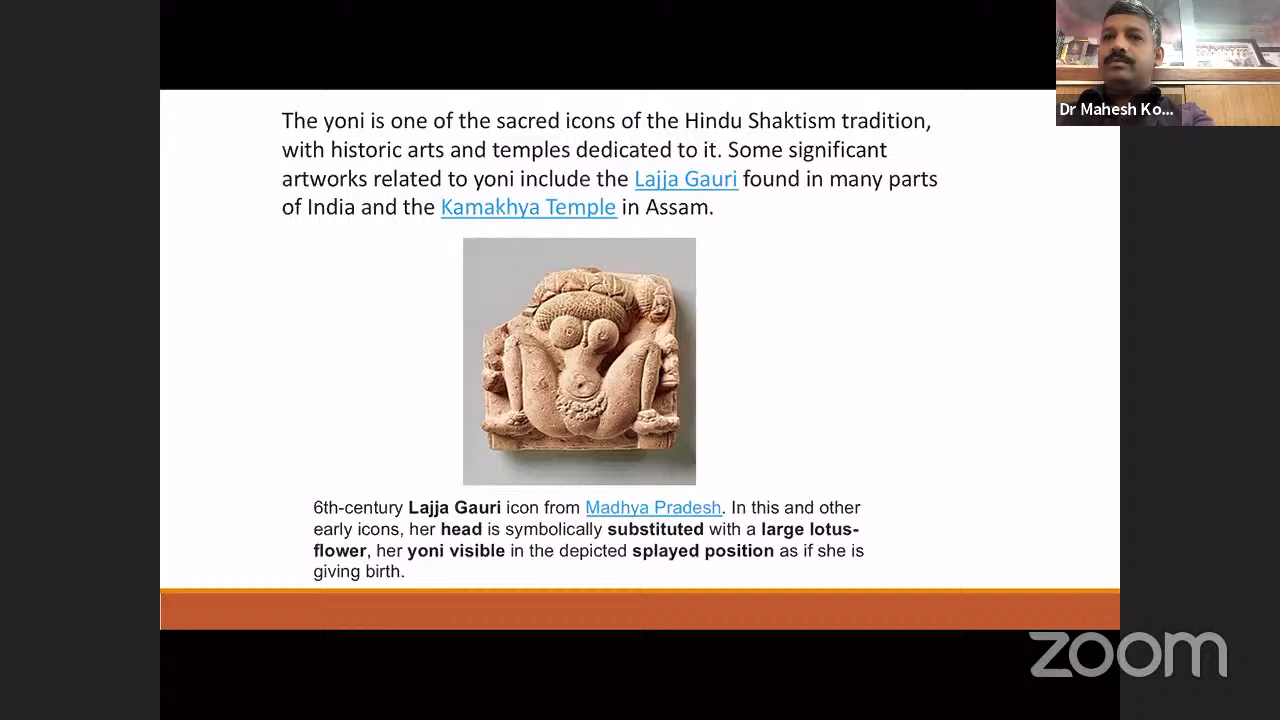 Dr Mahesh Ko...
The yoni is one of the sacred icons of the Hindu Shaktism tradition,
with historic arts and temples dedicated to it. Some significant
artworks related to yoni include the Lajja Gauri found in many parts
of India and the Kamakhya Temple in Assam.
6th-century Lajja Gauri icon from Madhya Pradesh. In this and other
early icons, her head is symbolically substituted with a large lotus-
flower, her yoni visible in the depicted splayed position as if she is
giving birth.
zoom